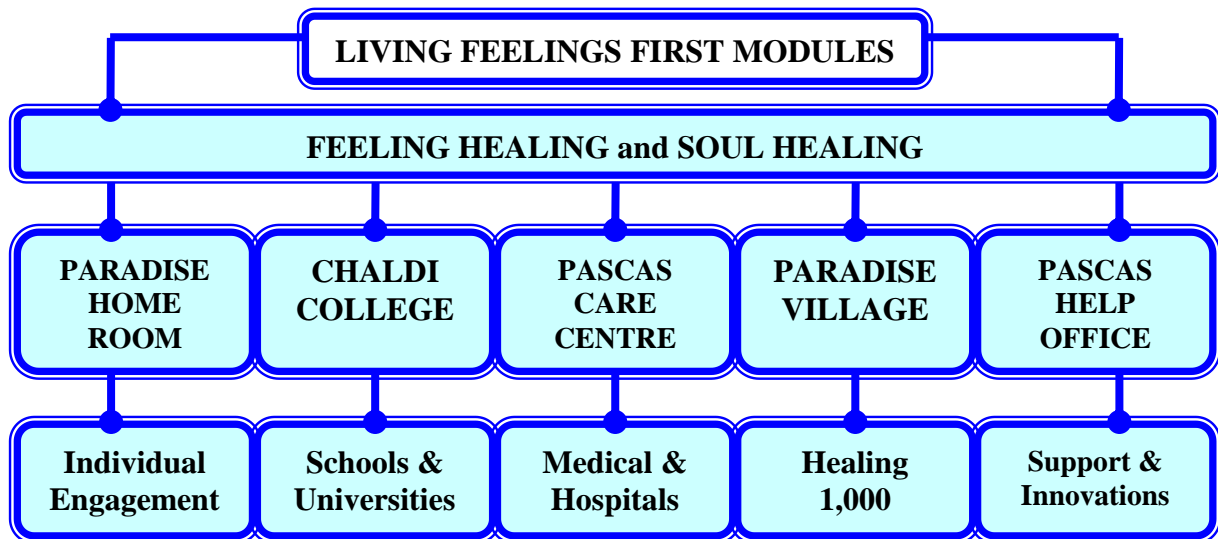 LIVING FEELINGS FIRST MODULES
FEELING HEALING and SOUL HEALING
PARADISE
HOME
ROOM
CHALDI
COLLEGE
PASCAS
CARE
CENTRE
PARADISE
VILLAGE
PASCAS
HELP
OFFICE
Individual
Engagement
Schools &
Universities
Medical &
Hospitals
Healing
1,000
Support &
Innovations